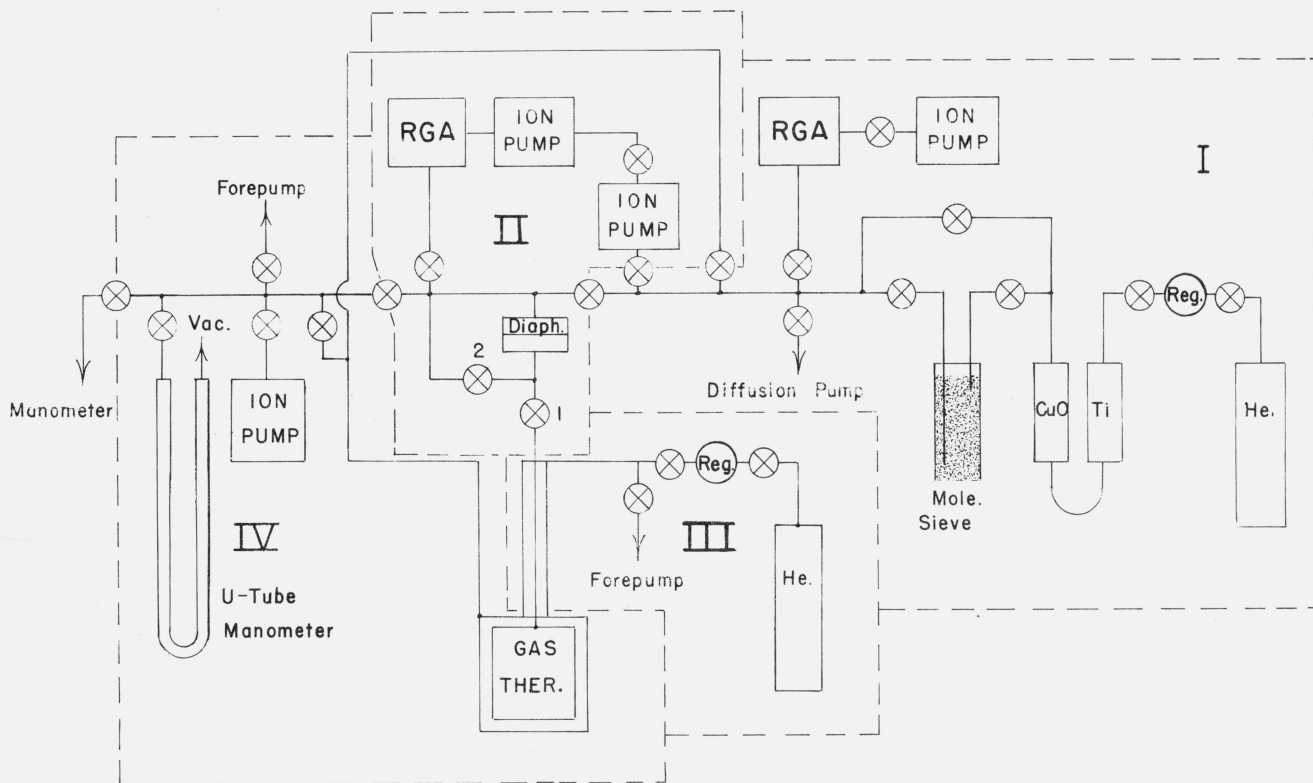 RGA
ION
PUMP
RGA
ION
PUMP
I
Forepump
ION
PUMP
II
Vac.
Diaph.
Reg.
2
Manometer
ION
PUMP
1
Diffusion Pump
CuO
Ti
He.
Reg.
Mole.
Sieve
IV
III
Forepump
He.
U-Tube
Manometer
GAS
THER.